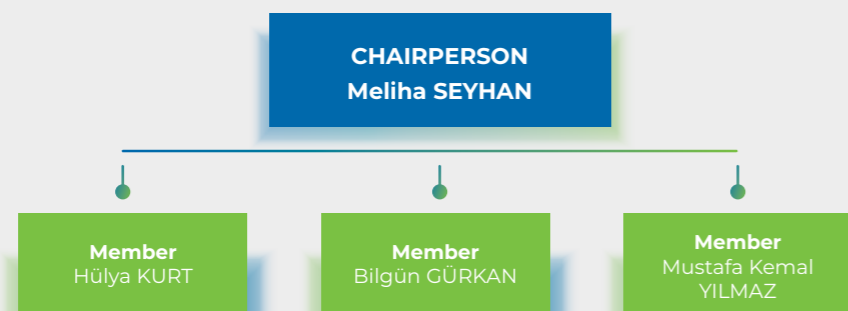 CHAIRPERSON
Meliha SEYHAN
Member
Hülya KURT
Member
Bilgün GÜRKAN
Member
Mustafa Kemal
YILMAZ